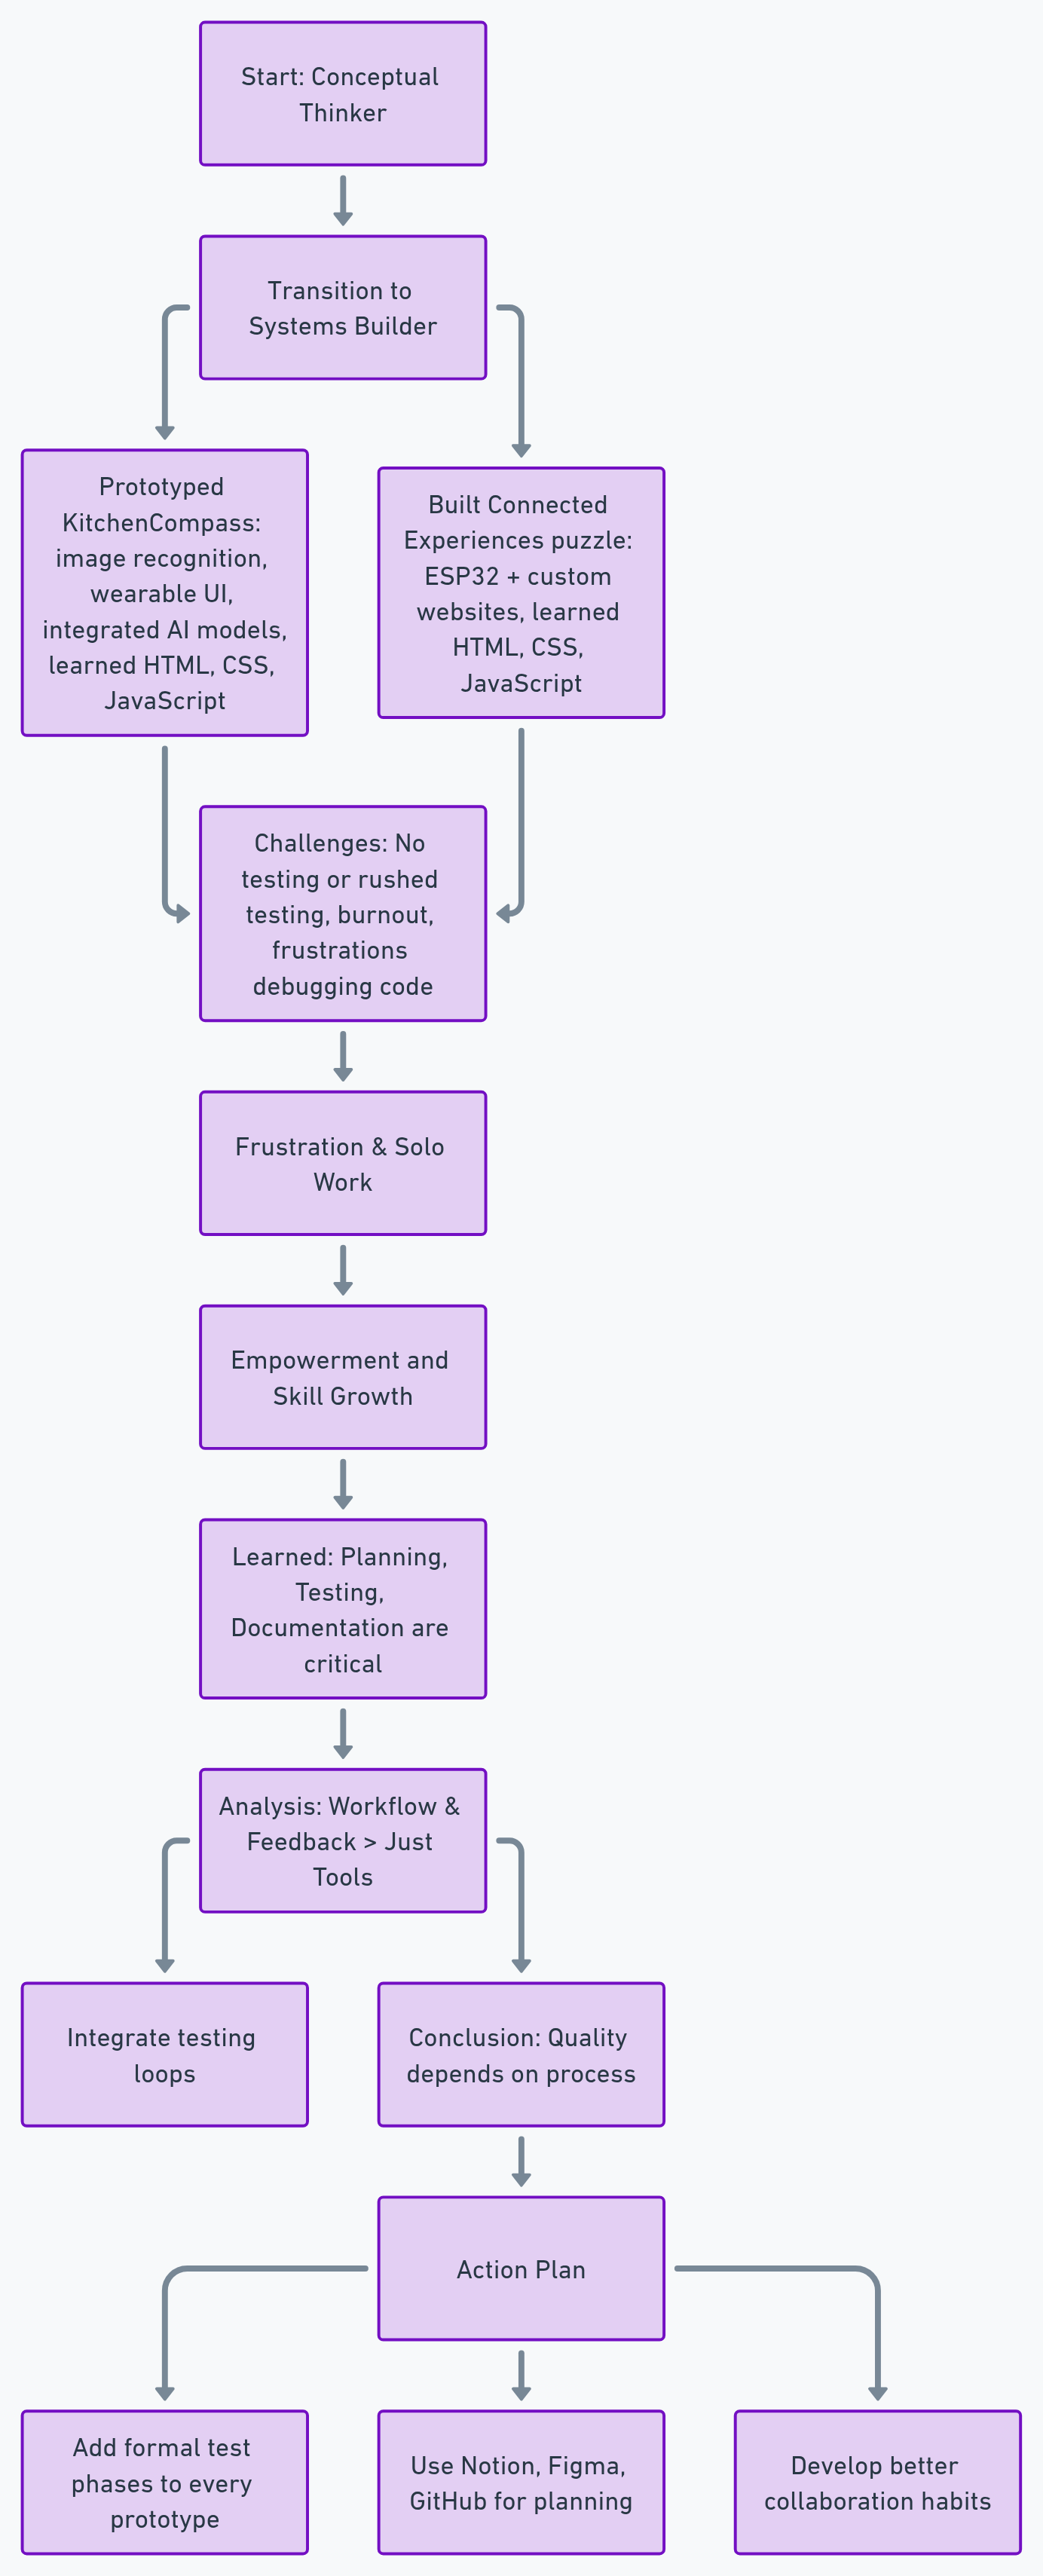 Start: Conceptual
Thinker
Transition to
Systems Builder
Prototyped
KitchenCompass:
image recognition,
wearable UI,
integrated AI models,
learned HTML, CSS,
JavaScript
Built Connected
Experiences puzzle:
ESP32 + custom
websites, learned
HTML, CSS,
JavaScript
Challenges: No
testing or rushed
testing, burnout,
frustrations
debugging code
Frustration & Solo
Work
Empowerment and
Skill Growth
Learned: Planning,
Testing,
Documentation are
critical
Analysis: Workflow &
Feedback > Just
Tools
Integrate testing
loops
Conclusion: Quality
depends on process
Action Plan
Add formal test
phases to every
prototype
Use Notion, Figma,
GitHub for planning
Develop better
collaboration habits